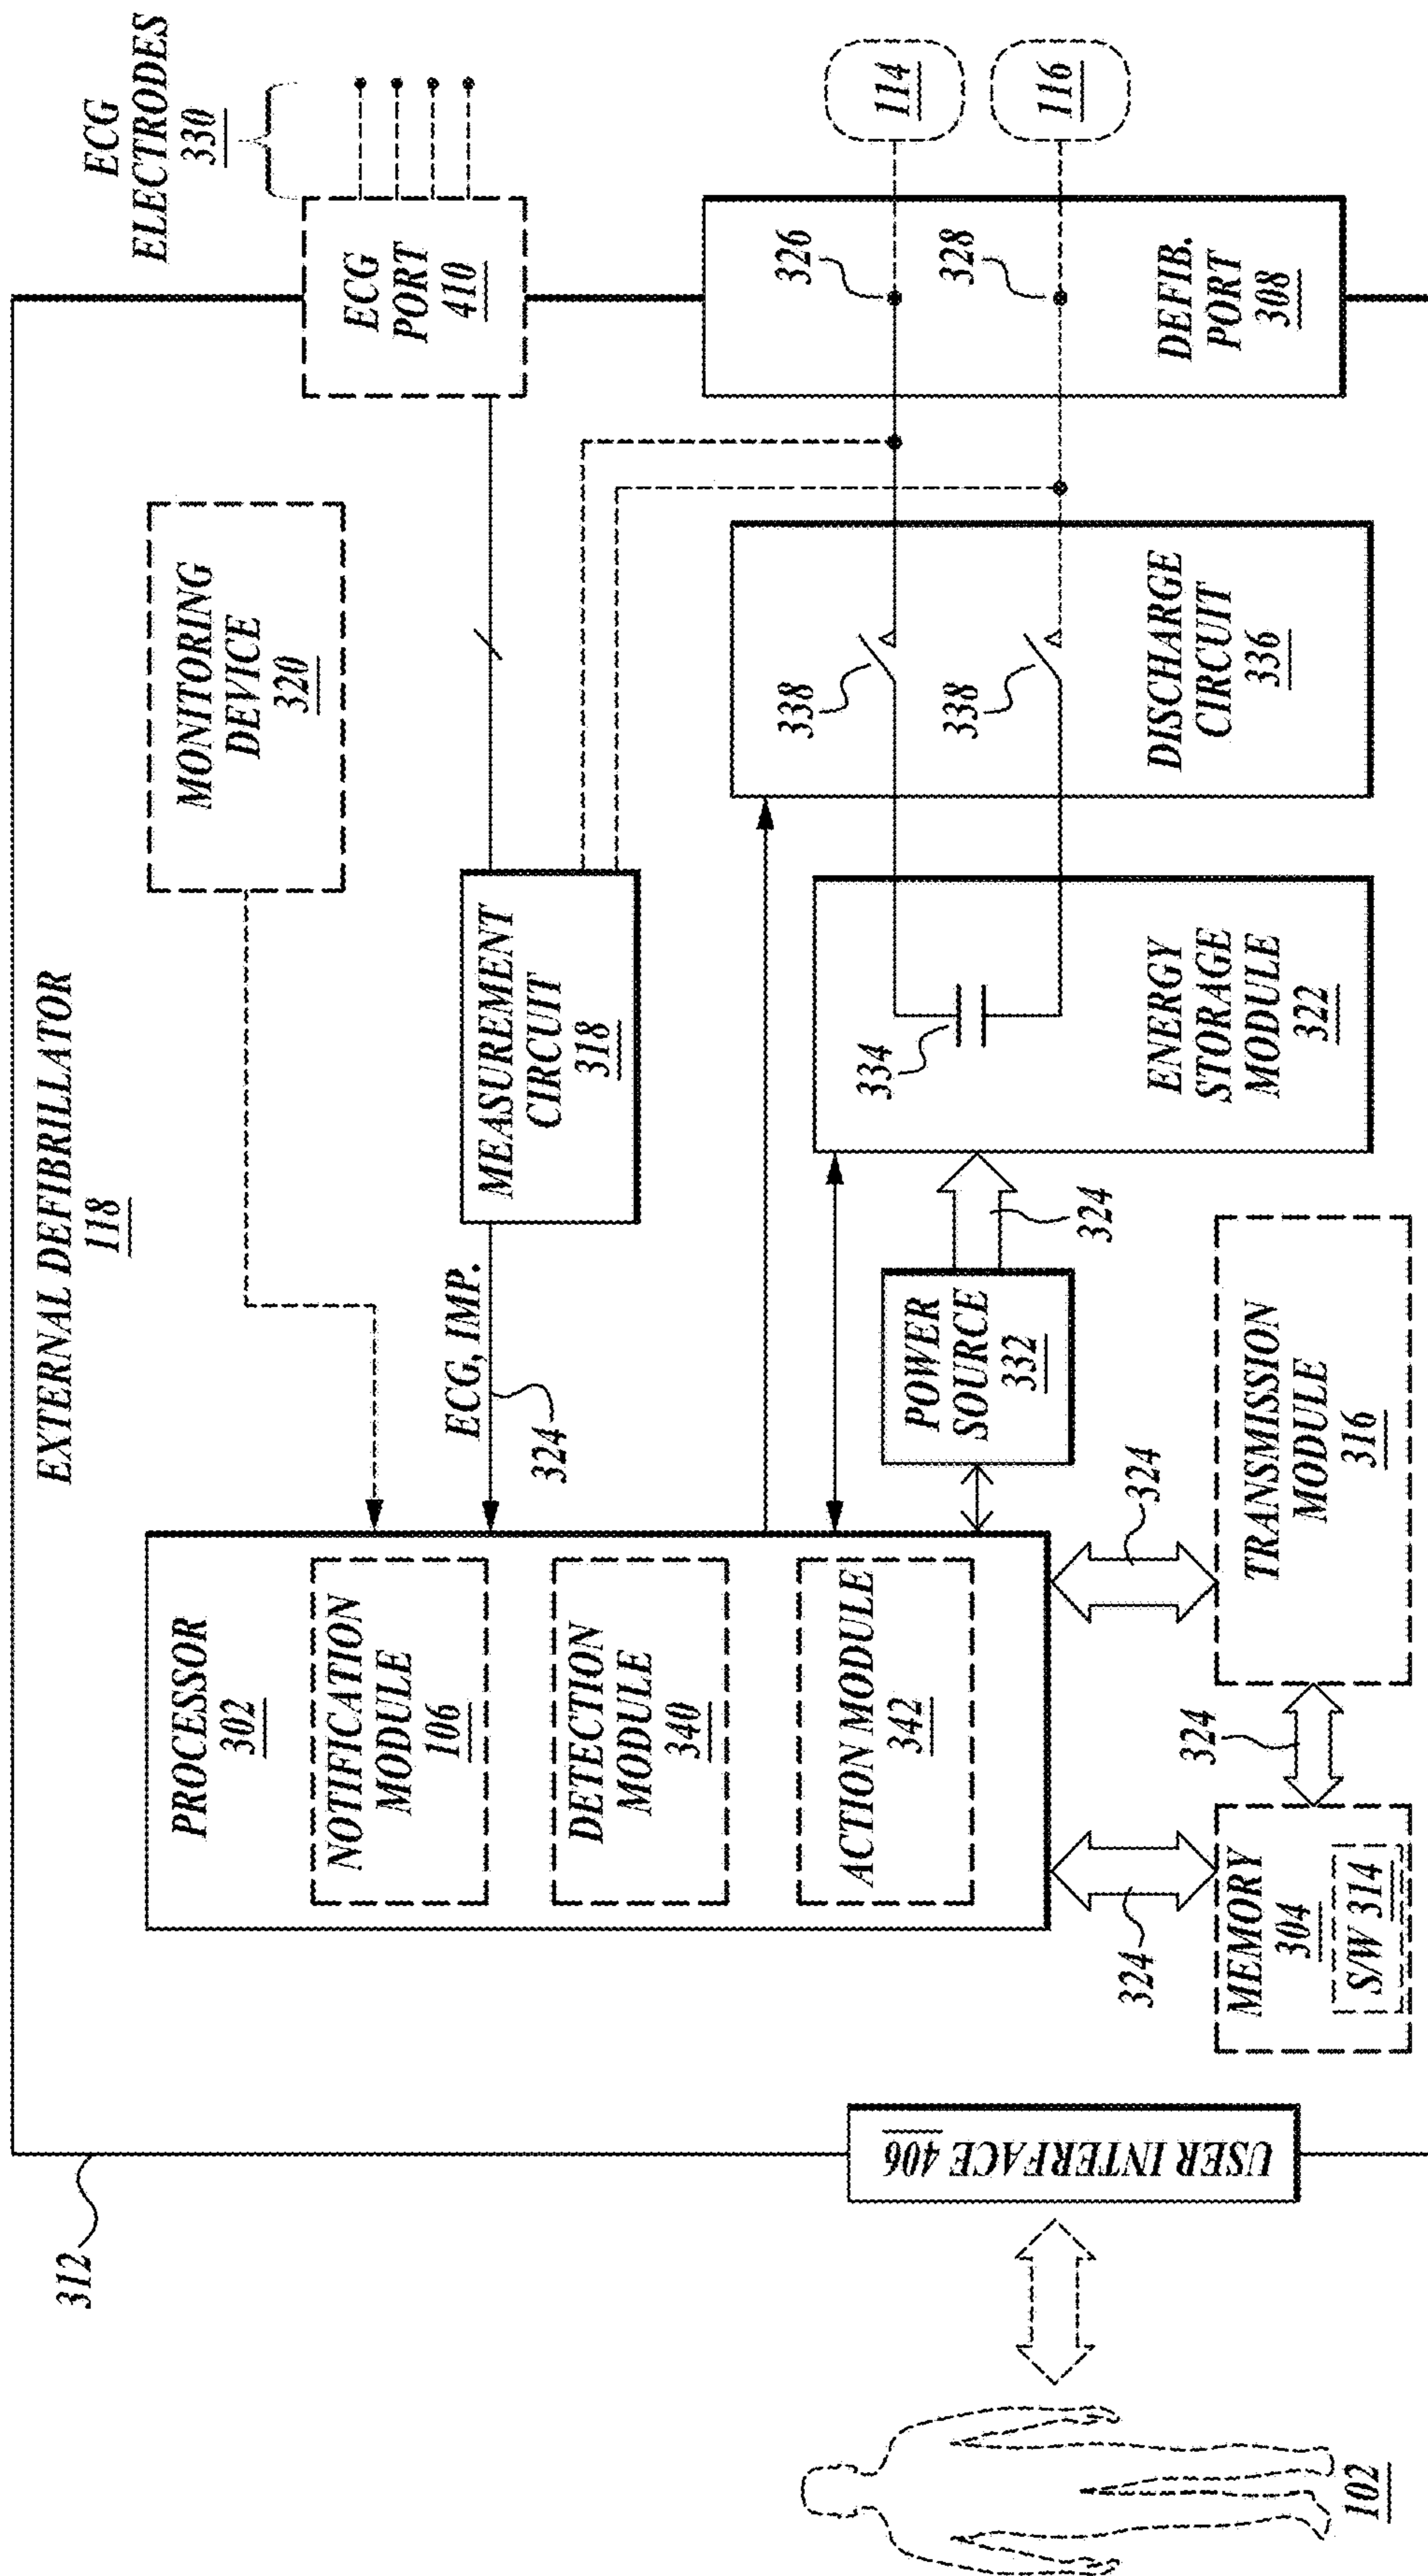 312
EXTERNAL DEFIBRILLATOR
118
ECG
ELECTRODES
330
USER INTERFACE 406
102
PROCESSOR
302
NOTIFICATION
MODULE
106
DETECTION
MODULE
340
ACTION MODULE
342
MONITORING
DEVICE
320
ECG
PORT
410
ECG, IMP.
324
MEASUREMENT
CIRCUIT
318
POWER
SOURCE
332
324
334
ENERGY
STORAGE
MODULE
322
338
338
DISCHARGE
CIRCUIT
336
326
328
DEFIB.
PORT
308
114
116
324
324
324
MEMORY
304
S/W 314
TRANSMISSION
MODULE
316